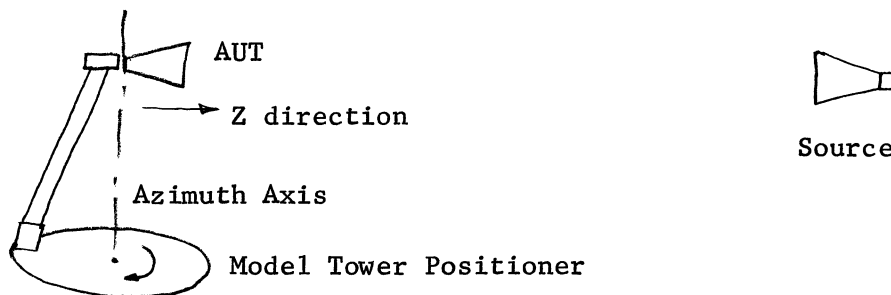 AUT
Z direction
Source
Azimuth Axis
Model Tower Positioner